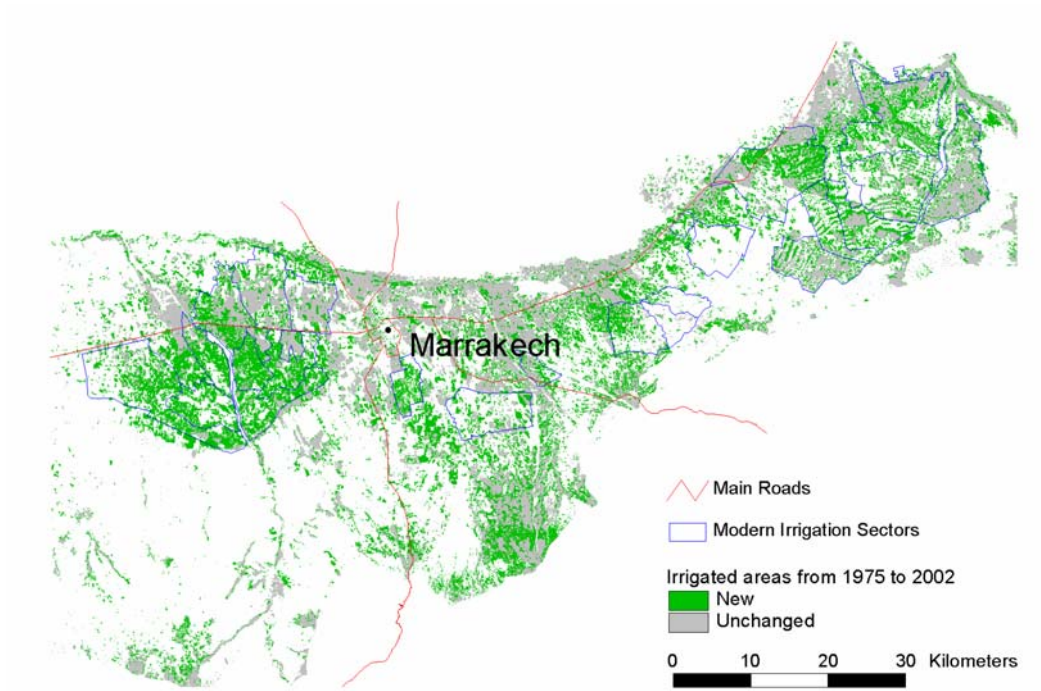 Marrakech
Main Roads
Modern Irrigation Sectors
Irrigated areas from 1975 to 2002
New
Unchanged
0 10 20 30 Kilometers